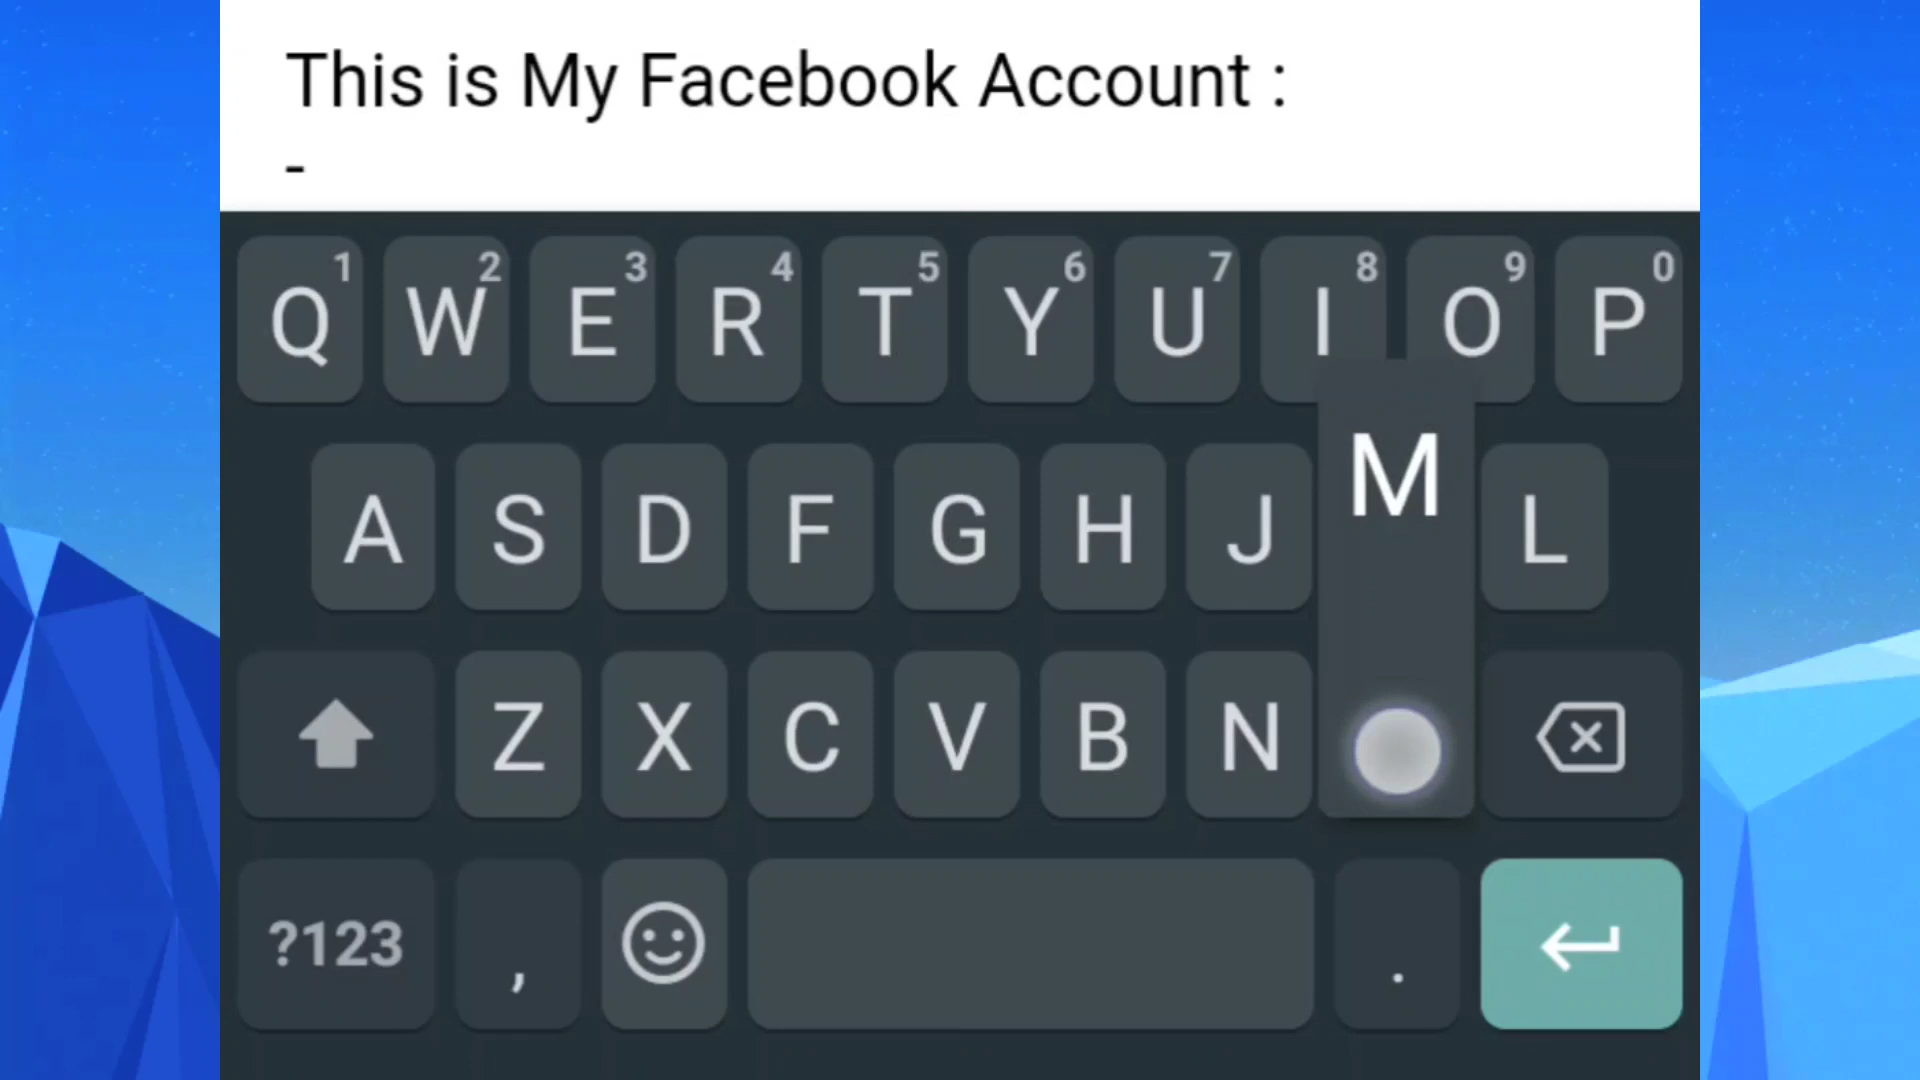 This is My Facebook Account :
-
Q1 W2 E3 R4 T5 Y6 U7 I8 O9 P0
A S D F G H J L
Z X C V B N M
?123 , .